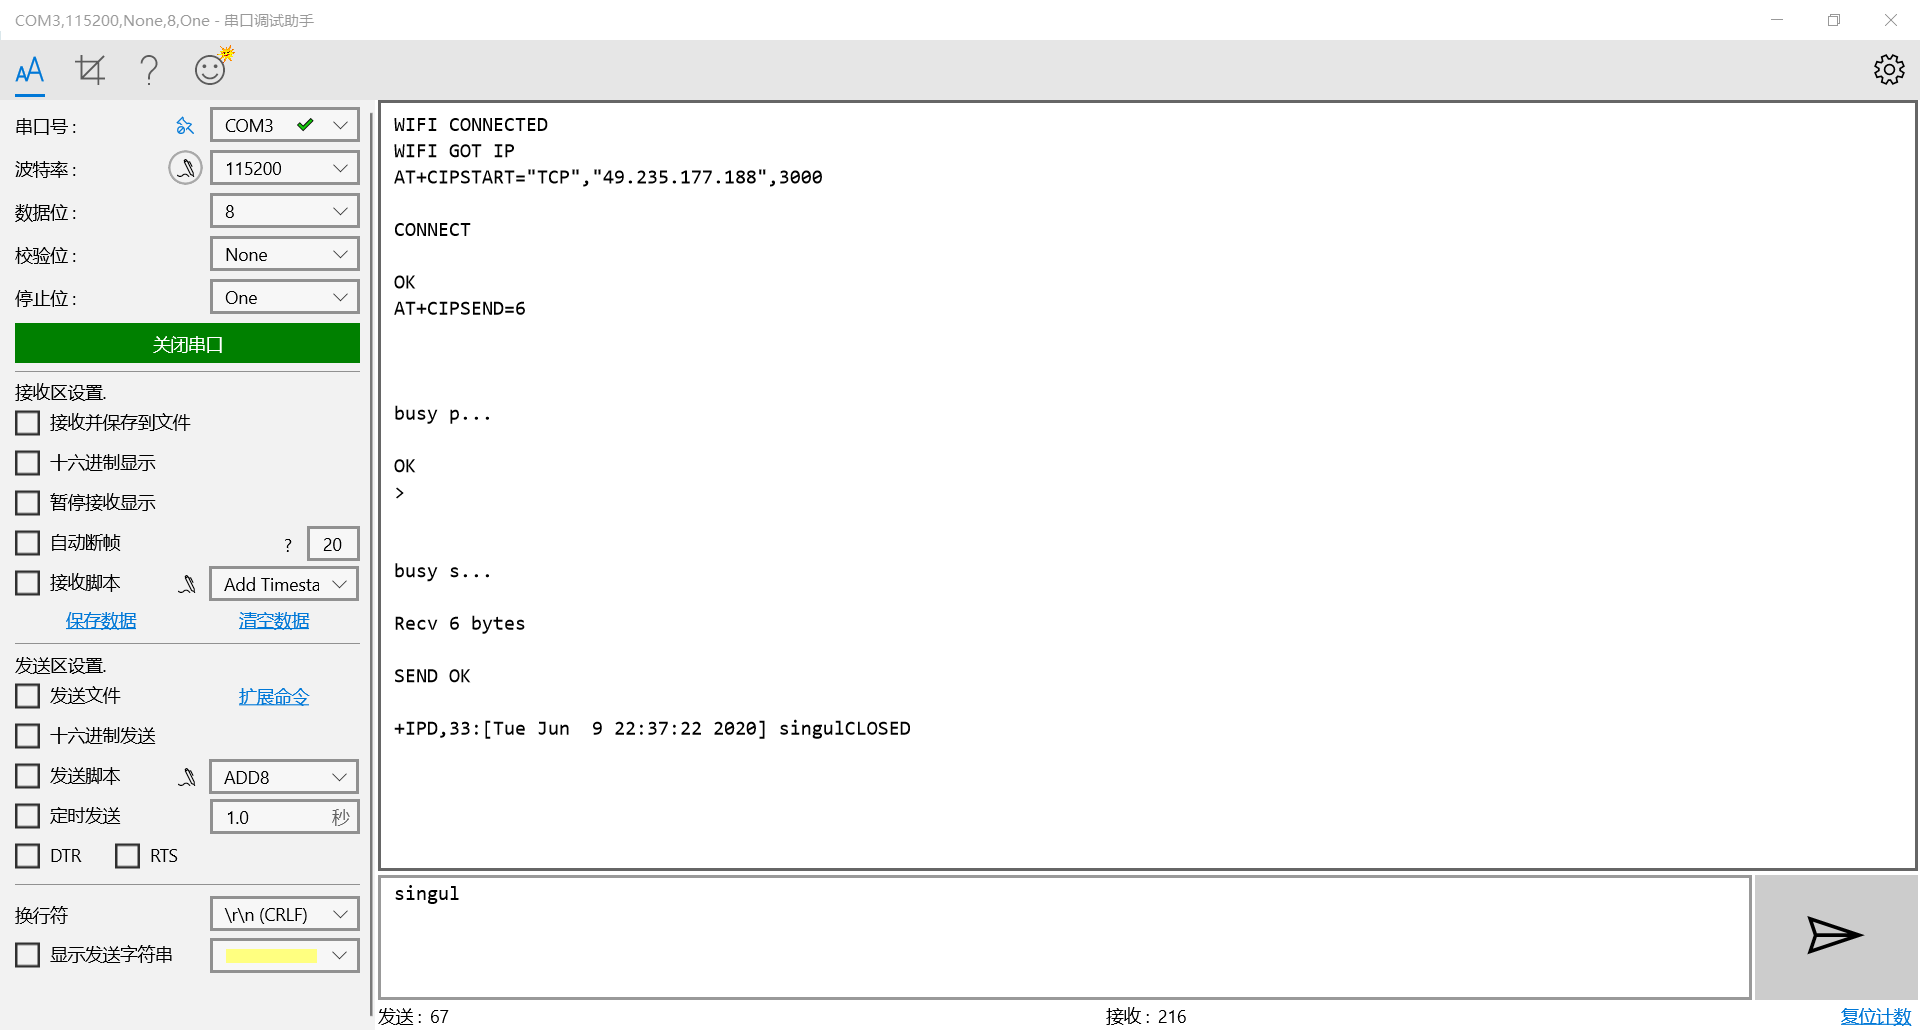 COM3,115200,None,8,One - 串口调试助手
串口号 :
COM3
波特率 :
115200
数据位 :
8
校验位 :
None
停止位 :
One
关闭串口
接收区设置.
接收并保存到文件
十六进制显示
暂停接收显示
自动断帧
?
20
接收脚本
Add Timesta
保存数据
清空数据
发送区设置.
发送文件
扩展命令
十六进制发送
发送脚本
ADD8
定时发送
1.0
秒
DTR
RTS
换行符
\r\n (CRLF)
显示发送字符串
WIFI CONNECTED
WIFI GOT IP
AT+CIPSTART="TCP","49.235.177.188",3000
CONNECT
OK
AT+CIPSEND=6
busy p...
OK
>
busy s...
Recv 6 bytes
SEND OK
+IPD,33:[Tue Jun  9 22:37:22 2020] singulCLOSED
singul
发送 : 67
接收 : 216
复位计数